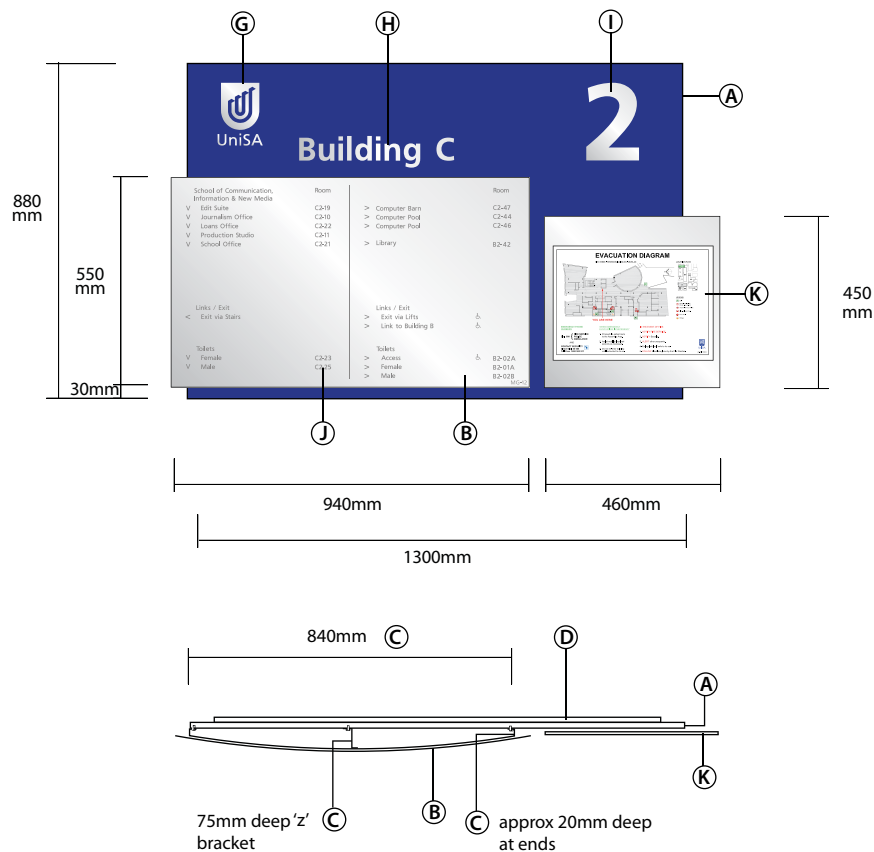 G
H
I
A
UniSA
Building C
2
880
mm
550
mm
30mm
School of Communication,
Information & New Media
Room
V Edit Suite C2-19
V Journalism Office C2-10
V Loans Office C2-22
V Production Studio C2-11
V School Office C2-21
Links / Exit
< Exit via Stairs
Toilets
V Female C2-23
V Male C2-25
Room
> Computer Barn C2-47
> Computer Pool C2-44
> Computer Pool C2-46
> Library B2-42
Links / Exit
> Exit via Lifts
> Link to Building B
Toilets
> Access B2-02A
> Female B2-01A
> Male B2-02B
MG-12
EVACUATION DIAGRAM
K
450
mm
J
B
940mm
460mm
1300mm
840mm C
D
A
K
75mm deep 'z'
bracket
C
B
C
approx 20mm deep
at ends